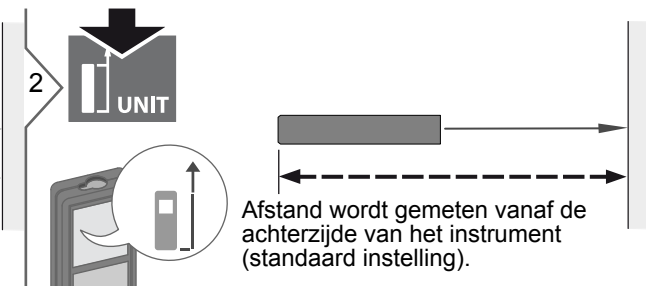 2
UNIT
Afstand wordt gemeten vanaf de
achterzijde van het instrument
(standaard instelling).